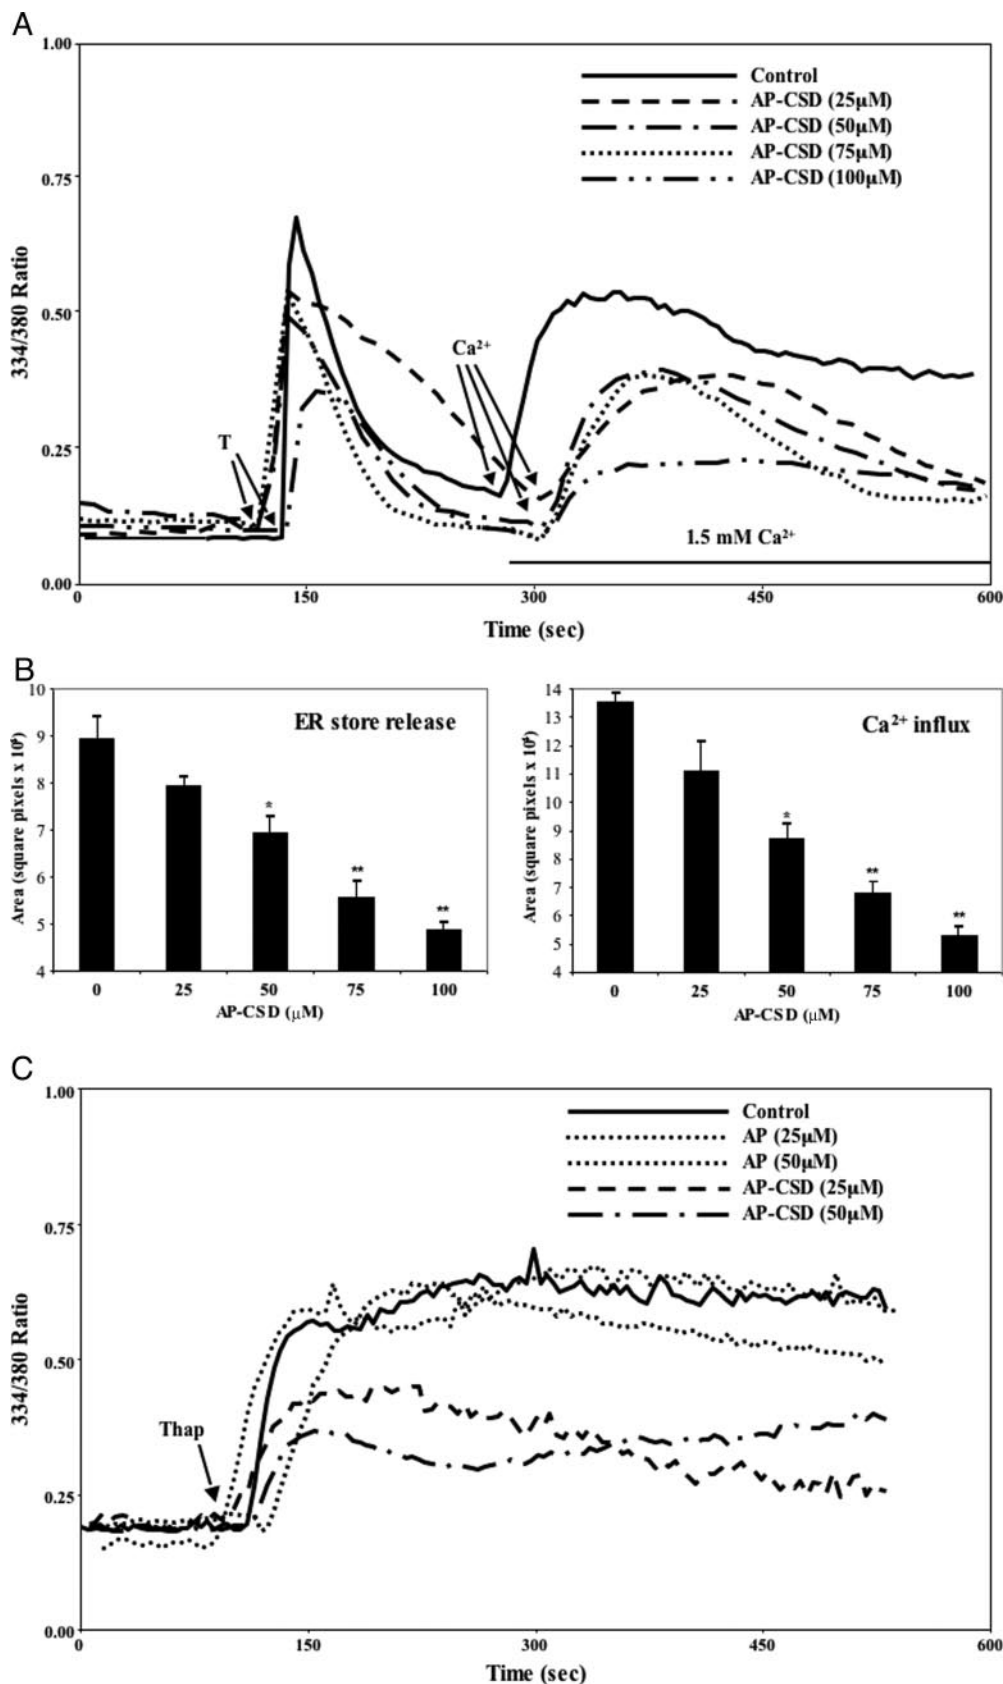 A
1.00
0.75
0.50
0.25
0.00
334/380 Ratio
Control
AP-CSD (25μM)
AP-CSD (50μM)
AP-CSD (75μM)
AP-CSD (100μM)
T
Ca²⁺
1.5 mM Ca²⁺
0 150 300 450 600
Time (sec)
B
10
9
8
7
6
5
4
Area (square pixels x 10⁴)
ER store release
*
**
**
0 25 50 75 100
AP-CSD (μM)
14
13
12
11
10
9
8
7
6
5
4
Area (square pixels x 10⁴)
Ca²⁺ influx
*
**
**
0 25 50 75 100
AP-CSD (μM)
C
1.00
0.75
0.50
0.25
0.00
334/380 Ratio
Control
AP (25μM)
AP (50μM)
AP-CSD (25μM)
AP-CSD (50μM)
Thap
0 150 300 450 600
Time (sec)